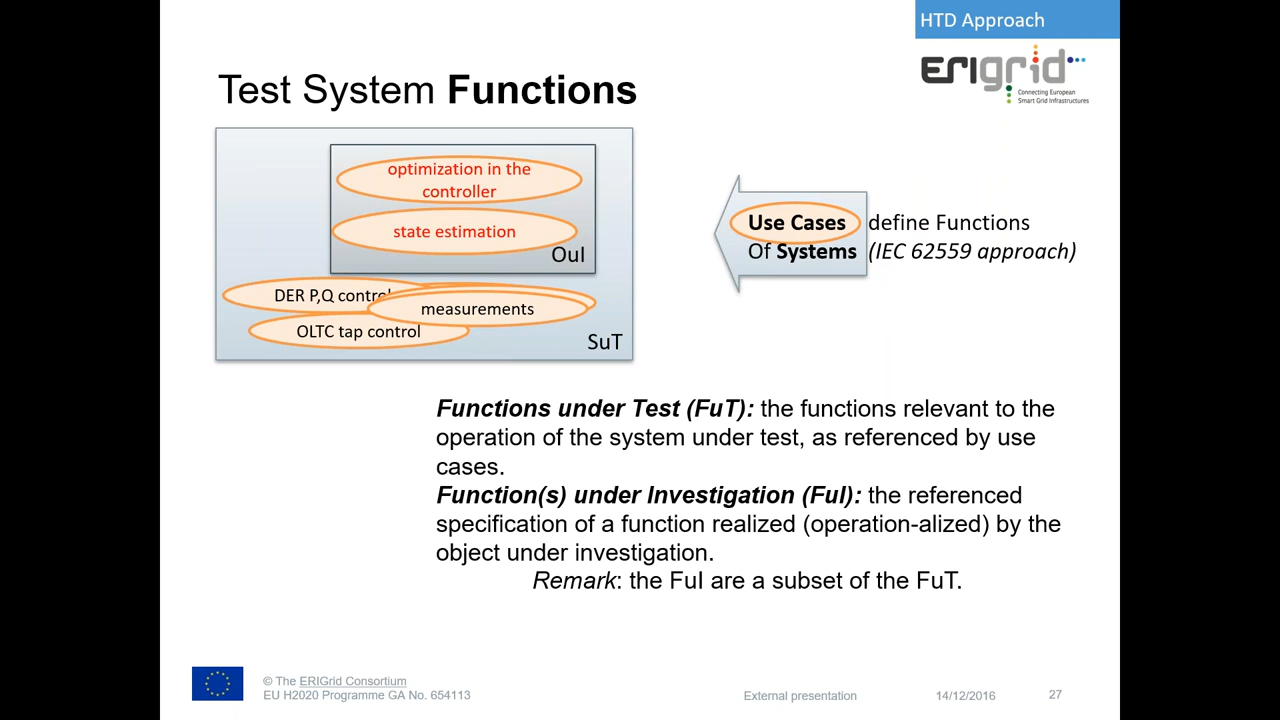 HTD Approach
ERIgrid
Connecting European
Smart Grid Infrastructures
Test System Functions
optimization in the
controller
state estimation
OuI
DER P,Q control
measurements
OLTC tap control
SuT
Use Cases define Functions
Of Systems (IEC 62559 approach)
Functions under Test (FuT): the functions relevant to the
operation of the system under test, as referenced by use
cases.
Function(s) under Investigation (FuI): the referenced
specification of a function realized (operation-alized) by the
object under investigation.
Remark: the FuI are a subset of the FuT.
© The ERIGrid Consortium
EU H2020 Programme GA No. 654113
External presentation
14/12/2016
27